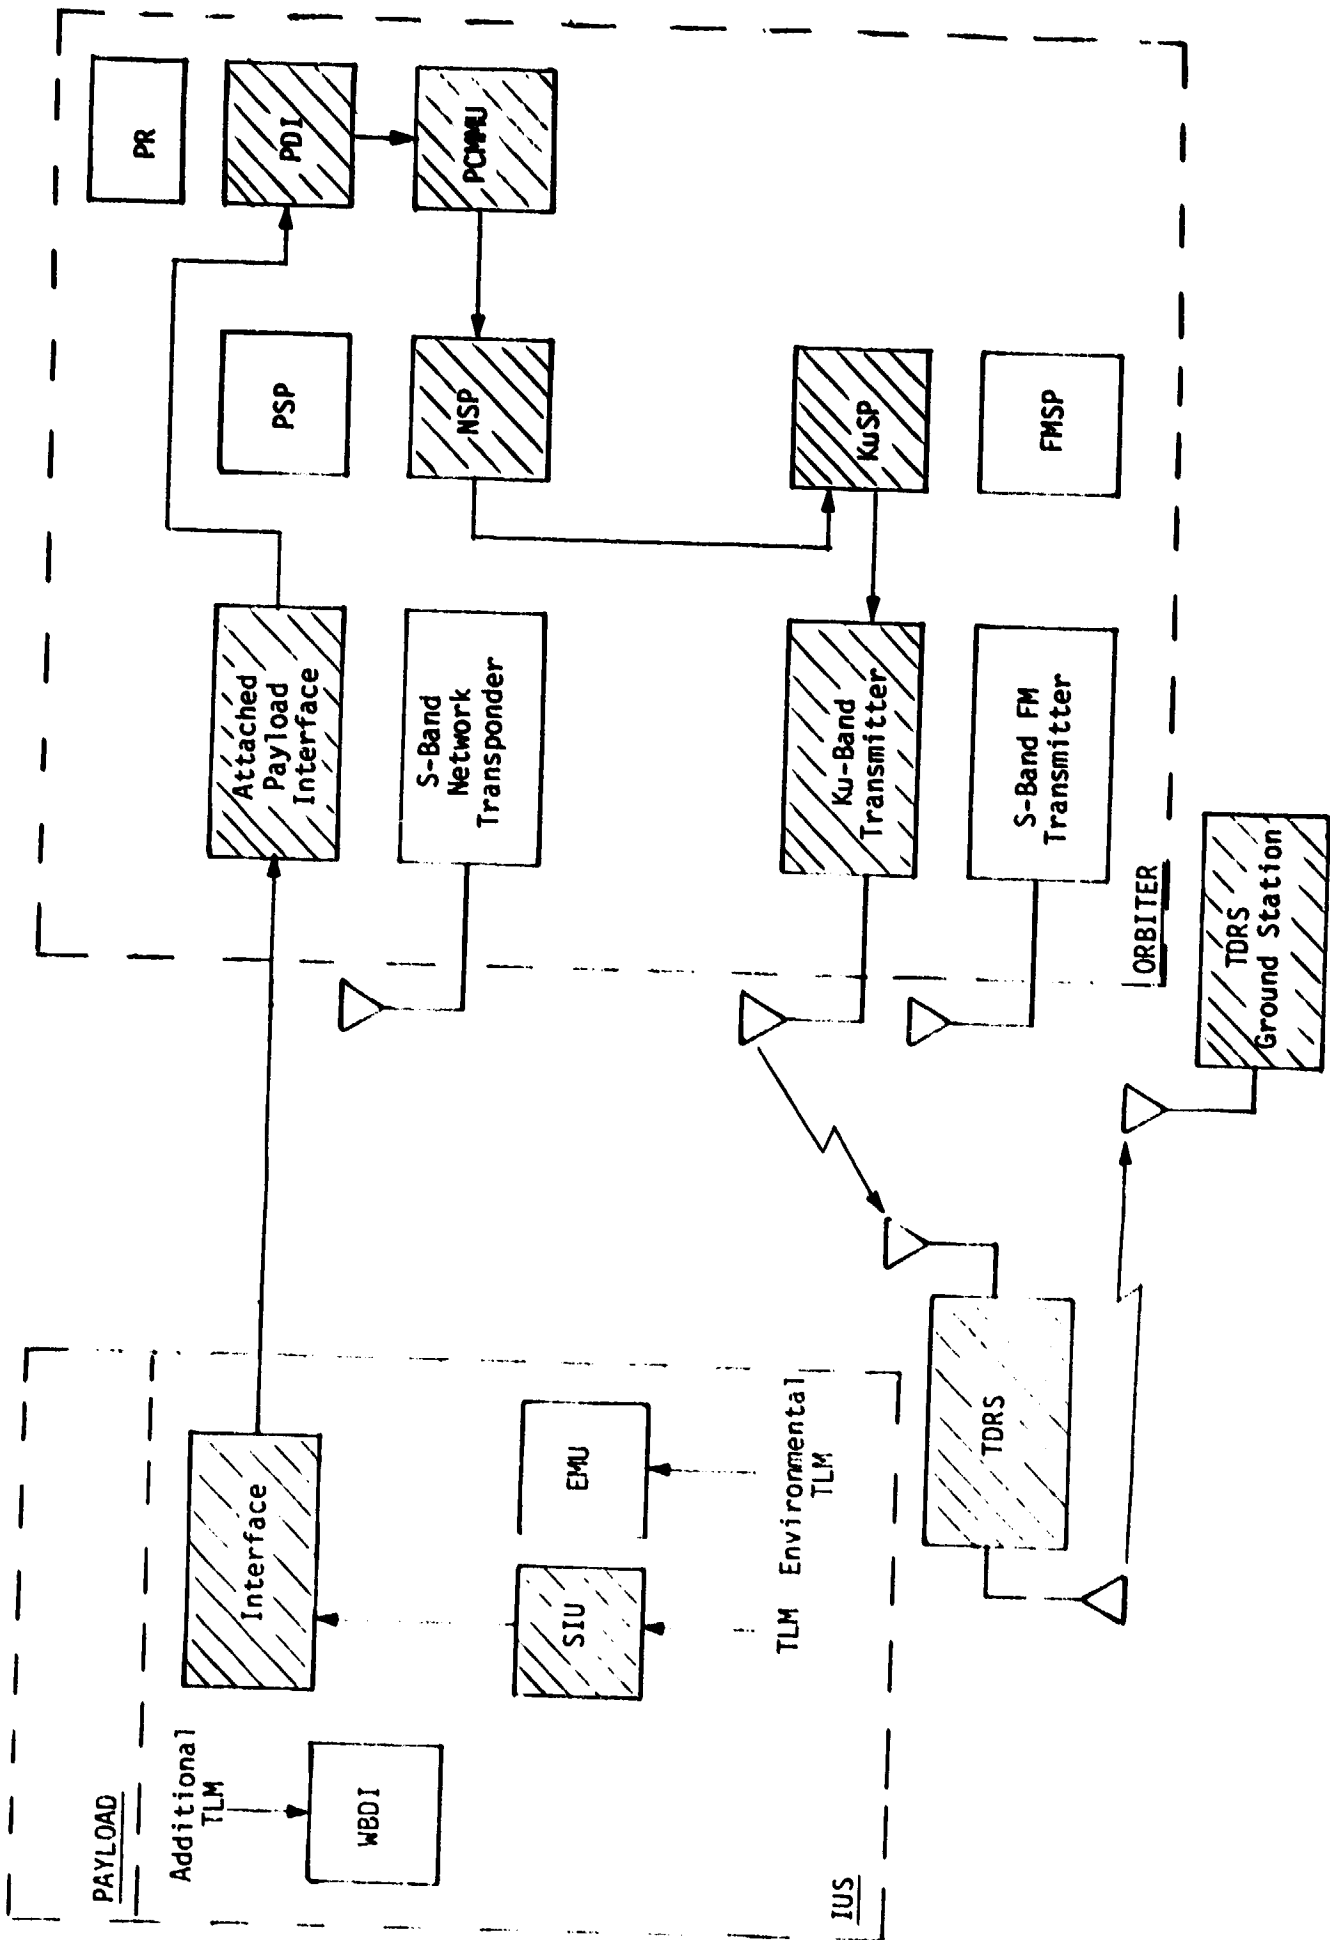 PAYLOAD
Additional
TLM
WBDI
Interface
SIU
EMU
TLM
Environmental
TLM
IUS
Attached
Payload
Interface
PSP
PR
PDI
PCMMU
NSP
S-Band
Network
Transponder
KuSP
Ku-Band
Transmitter
FMSP
S-Band FM
Transmitter
ORBITER
TDRS
TDRS
Ground Station